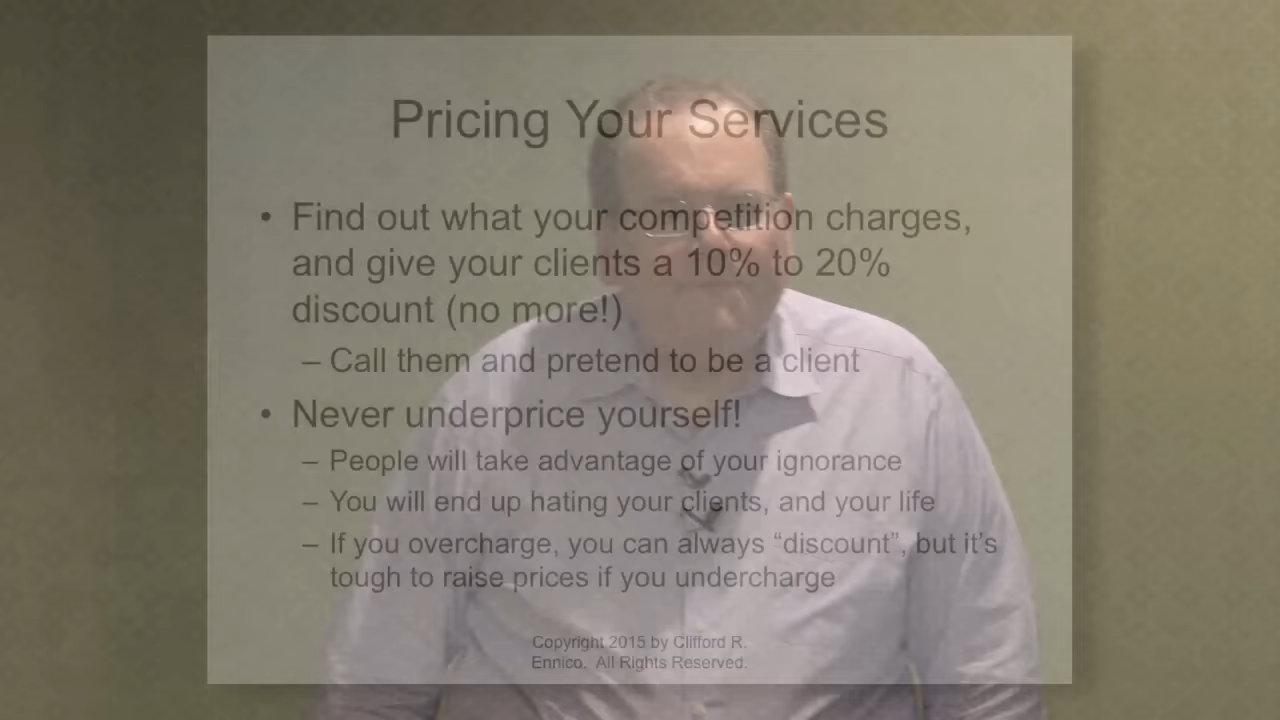 Pricing Your Services
• Find out what your competition charges,
and give your clients a 10% to 20%
discount (no more!)
– Call them and pretend to be a client
• Never underprice yourself!
– People will take advantage of your ignorance
– You will end up hating your clients, and your life
– If you overcharge, you can always “discount”, but it’s
tough to raise prices if you undercharge
Copyright 2015 by Clifford R.
Ennico. All Rights Reserved.